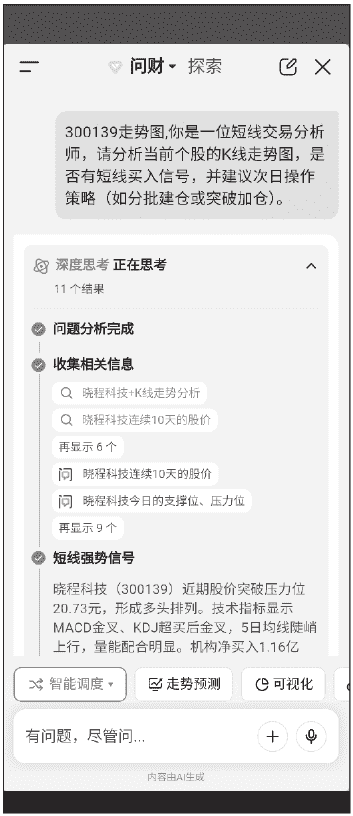 问财 探索
300139走势图,你是一位短线交易分析
师，请分析当前个股的K线走势图，是
否有短线买入信号，并建议次日操作
策略（如分批建仓或突破加仓）。
深度思考 正在思考
11 个结果
问题分析完成
收集相关信息
晓程科技+K线走势分析
晓程科技连续10天的股价
再显示 6 个
晓程科技连续10天的股价
晓程科技今日的支撑位、压力位
再显示 9 个
短线强势信号
晓程科技（300139）近期股价突破压力位
20.73元，形成多头排列。技术指标显示
MACD金叉、KDJ超买后金叉，5日均线陡峭
上行，量能配合明显。机构净买入1.16亿
智能调度 走势预测 可视化
有问题，尽管问...
内容由AI生成